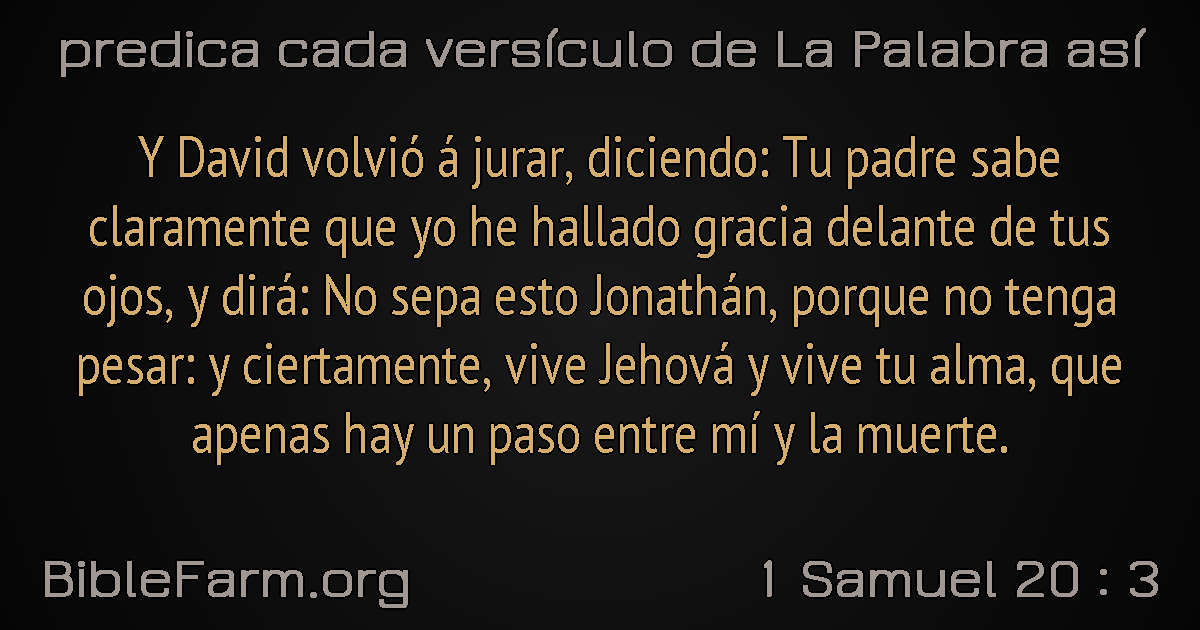 predica cada versículo de La Palabra así
Y David volvió á jurar, diciendo: Tu padre sabe
claramente que yo he hallado gracia delante de tus
ojos, y dirá: No sepa esto Jonathán, porque no tenga
pesar: y ciertamente, vive Jehová y vive tu alma, que
apenas hay un paso entre mí y la muerte.
BibleFarm.org
1 Samuel 20 : 3